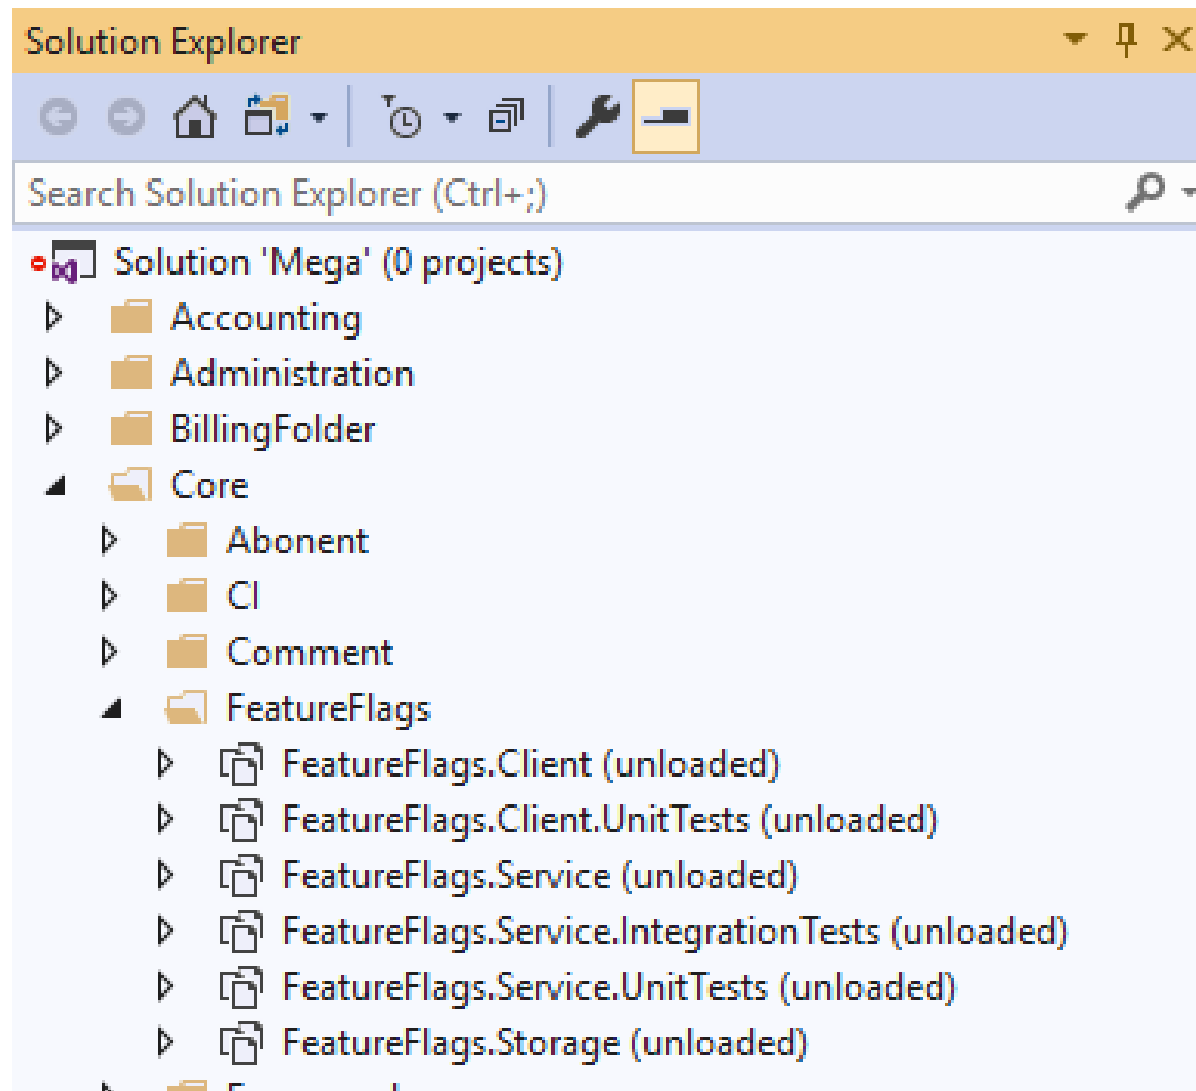 Solution Explorer
Search Solution Explorer (Ctrl+;)
Solution 'Mega' (0 projects)
Accounting
Administration
BillingFolder
Core
Abonent
CI
Comment
FeatureFlags
FeatureFlags.Client (unloaded)
FeatureFlags.Client.UnitTests (unloaded)
FeatureFlags.Service (unloaded)
FeatureFlags.Service.IntegrationTests (unloaded)
FeatureFlags.Service.UnitTests (unloaded)
FeatureFlags.Storage (unloaded)